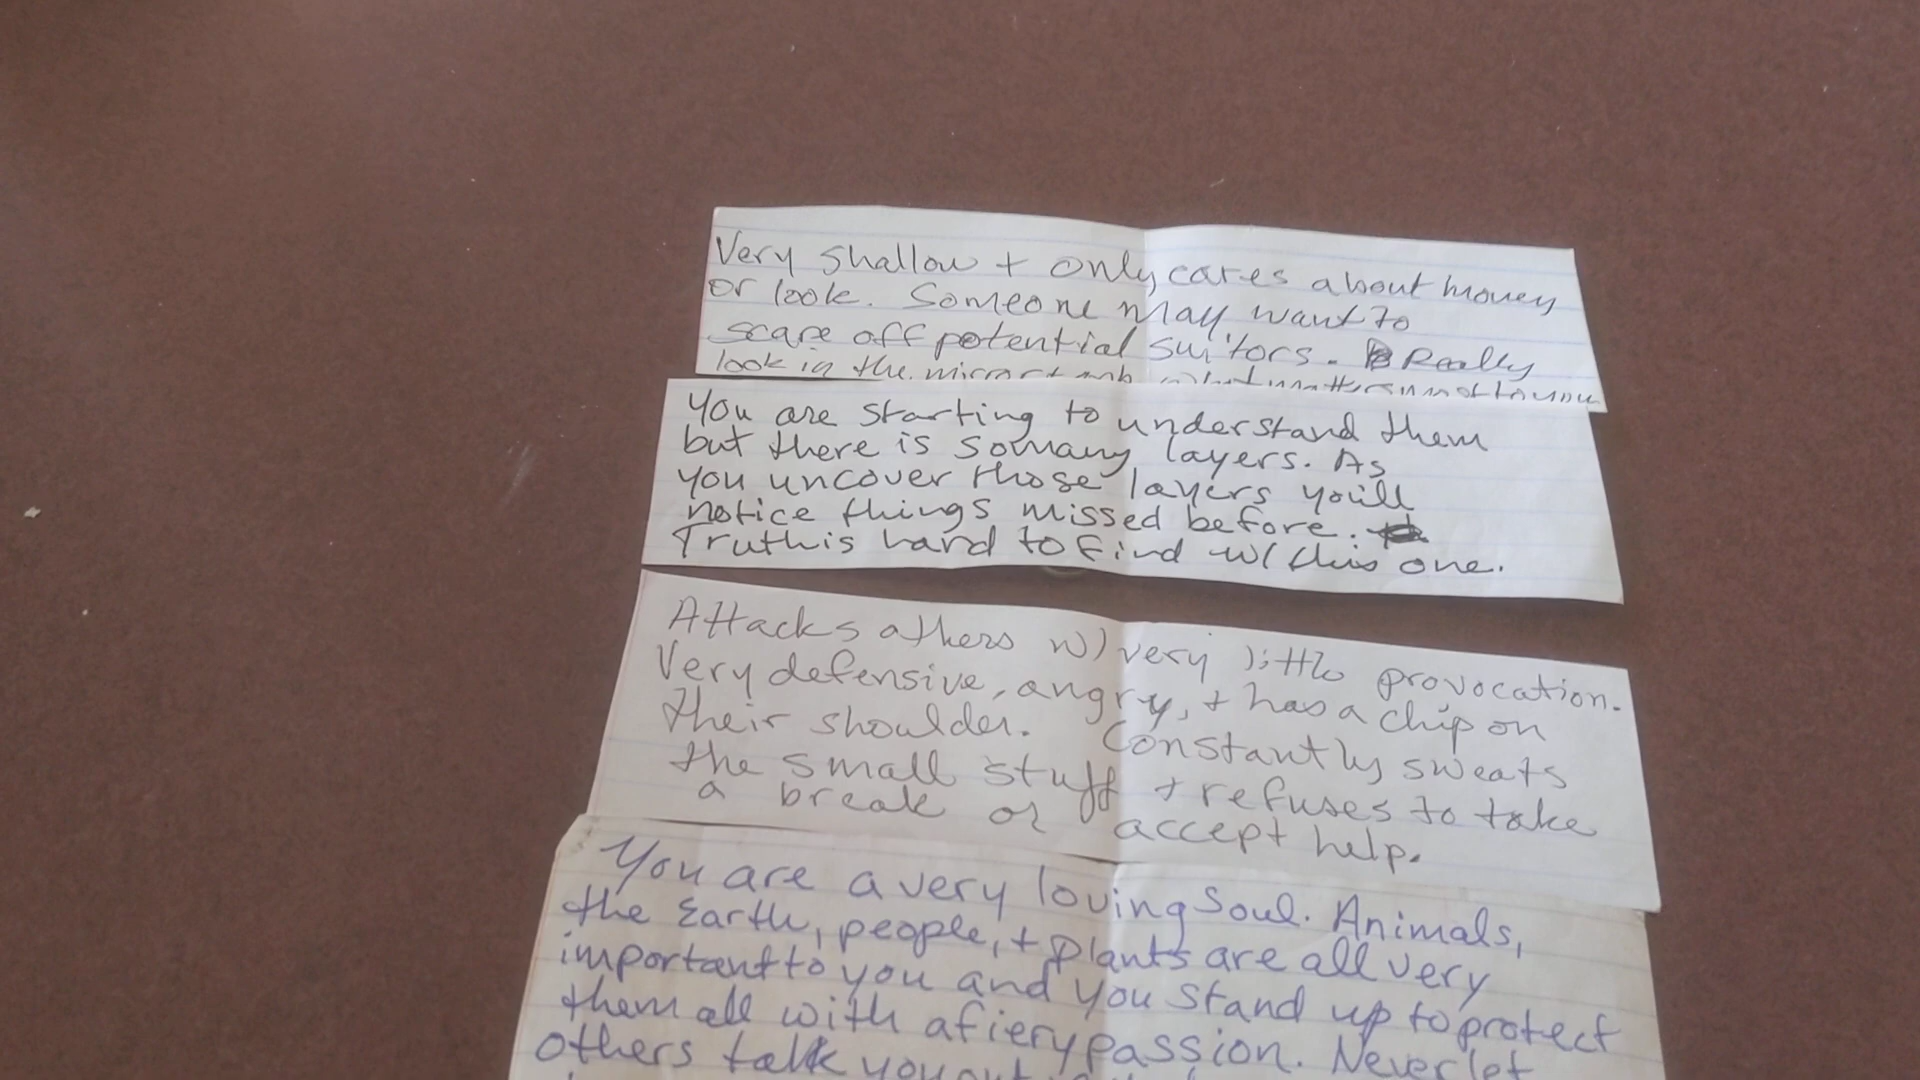 Very shallow + only cares about money
or look. Someone may want to
scare off potential suitors. Really
look in the mirror
You are starting to understand them
but there is so many layers. As
you uncover those layers you'll
notice things missed before.
Truth is hard to find w/ this one.
Attacks others w/ very little provocation.
Very defensive, angry, + has a chip on
their shoulder. Constantly sweats
the small stuff + refuses to take
a break or accept help.
You are a very loving soul. Animals,
the Earth, people, + plants are all very
important to you and you stand up to protect
them all with a fiery passion. Never let
others talk you out